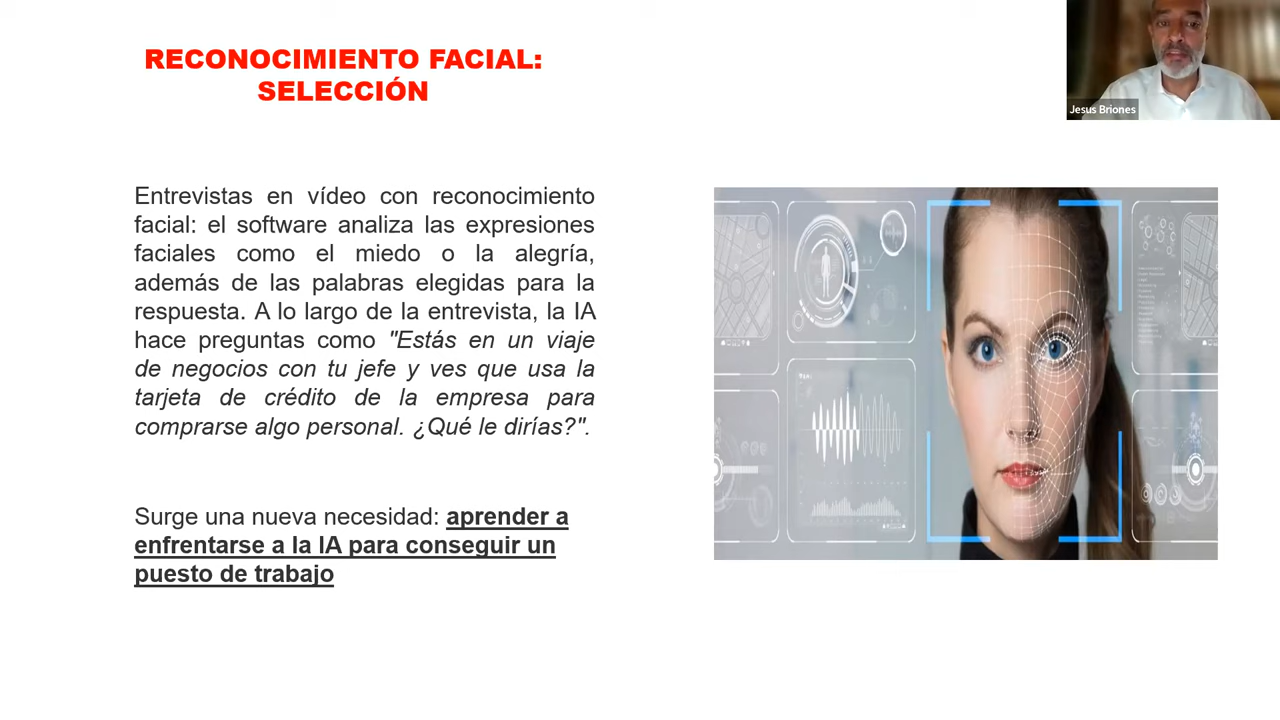 RECONOCIMIENTO FACIAL:
SELECCIÓN
Jesus Briones
Entrevistas en vídeo con reconocimiento
facial: el software analiza las expresiones
faciales como el miedo o la alegría,
además de las palabras elegidas para la
respuesta. A lo largo de la entrevista, la IA
hace preguntas como "Estás en un viaje
de negocios con tu jefe y ves que usa la
tarjeta de crédito de la empresa para
comprarse algo personal. ¿Qué le dirías?".
Surge una nueva necesidad: aprender a
enfrentarse a la IA para conseguir un
puesto de trabajo